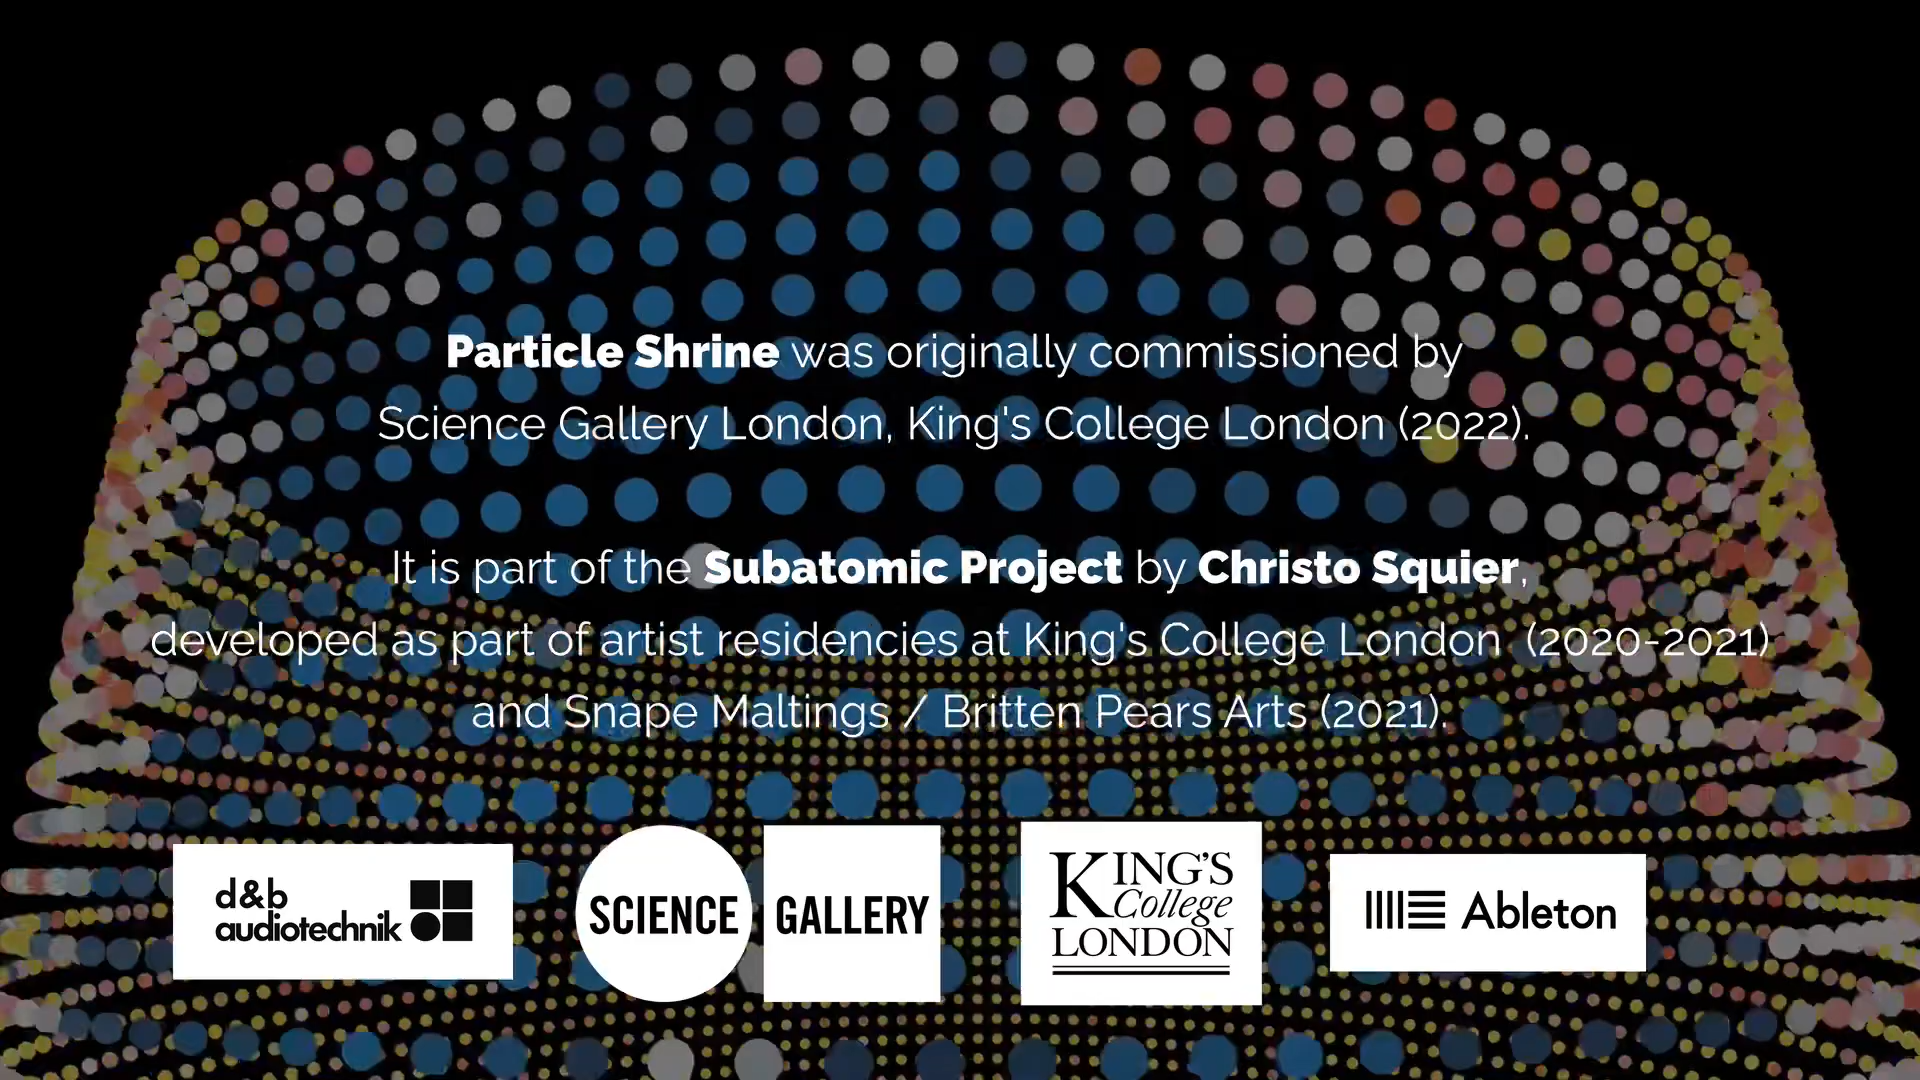 Particle Shrine was originally commissioned by
Science Gallery London, King's College London (2022).
It is part of the Subatomic Project by Christo Squier,
developed as part of artist residencies at King's College London (2020-2021)
and Snape Maltings / Britten Pears Arts (2021).
d&b
audiotechnik
SCIENCE GALLERY
KING'S
College
LONDON
Ableton